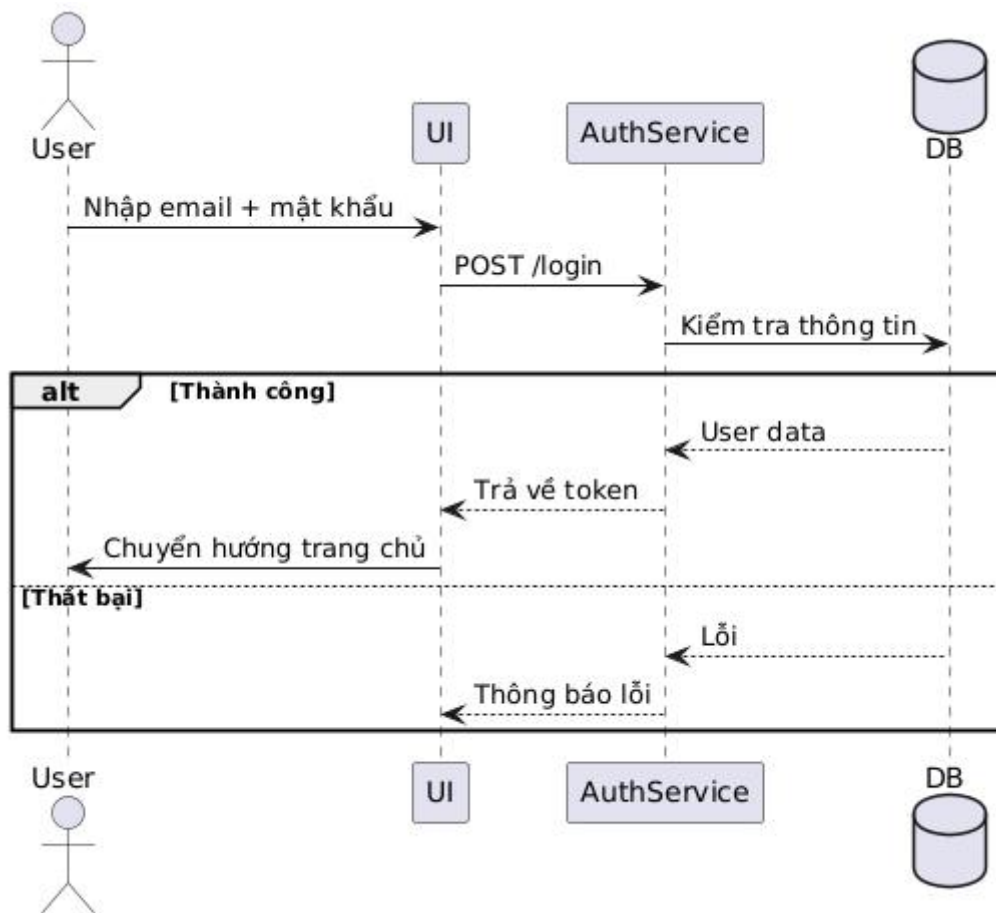 User
UI
AuthService
DB
Nhập email + mật khẩu
POST /login
Kiểm tra thông tin
alt
[Thành công]
User data
Trả về token
Chuyển hướng trang chủ
[Thất bại]
Lỗi
Thông báo lỗi
User
UI
AuthService
DB